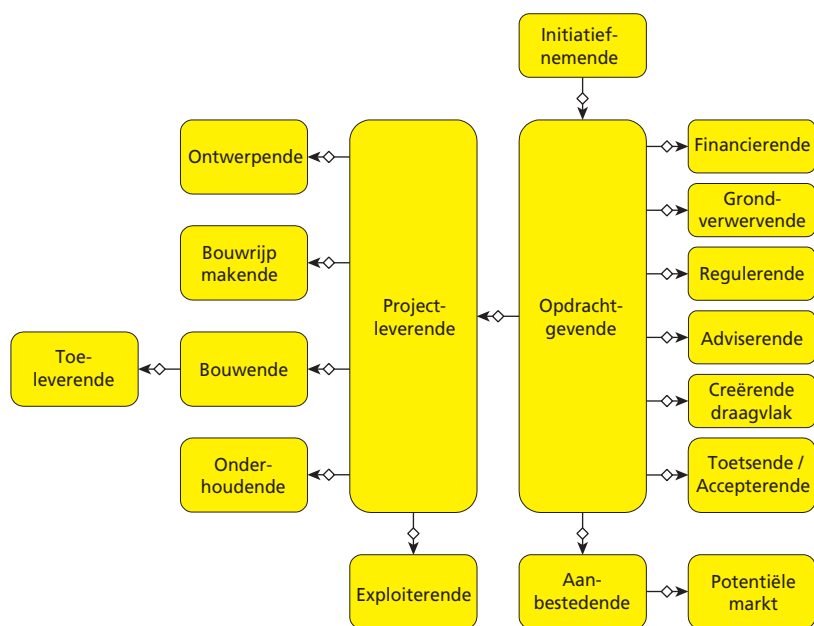 Initiatief-
nemende
Ontwerpende
Bouwrijp
makende
Toe-
leverende
Bouwende
Onder-
houdende
Project-
leverende
Exploiterende
Opdracht-
gevende
Financierende
Grond-
verwervende
Regulerende
Adviserende
Creërende
draagvlak
Toetsende /
Accepterende
Aan-
bestedende
Potentiële
markt